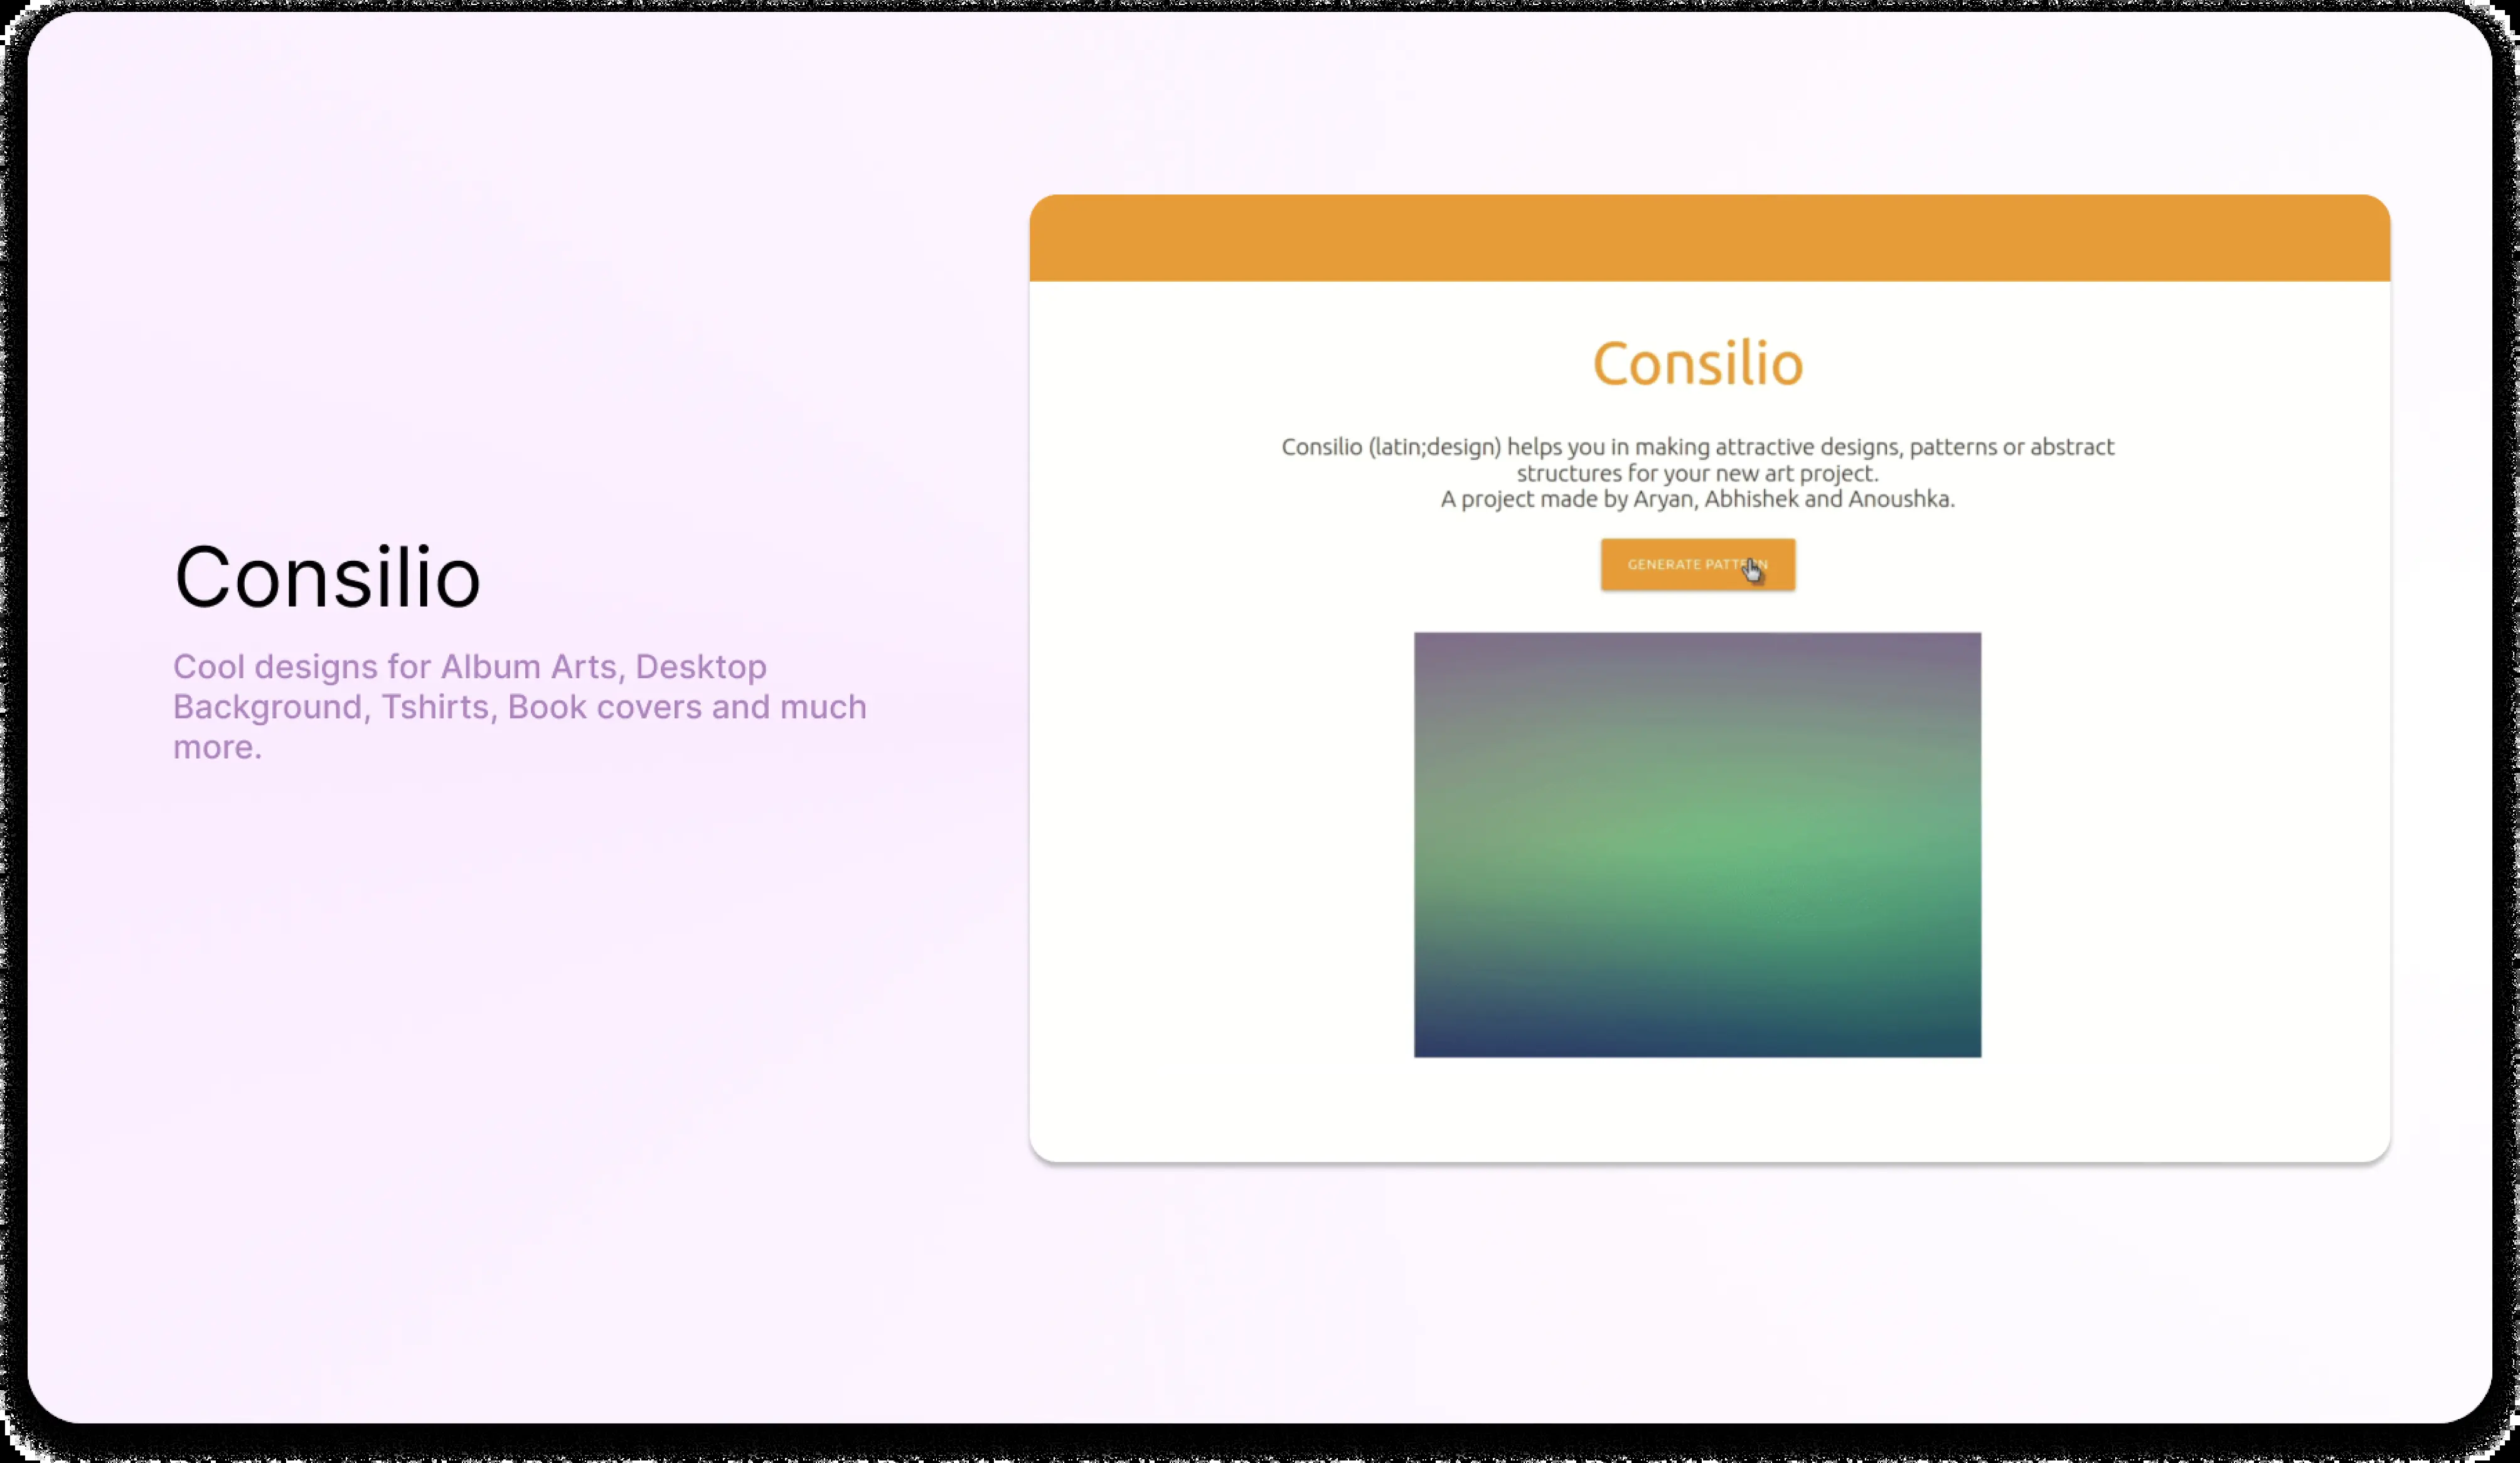 Consilio
Cool designs for Album Arts, Desktop
Background, Tshirts, Book covers and much
more.
Consilio
Consilio (latin;design) helps you in making attractive designs, patterns or abstract
structures for your new art project.
A project made by Aryan, Abhishek and Anoushka.
GENERATE PATTERN